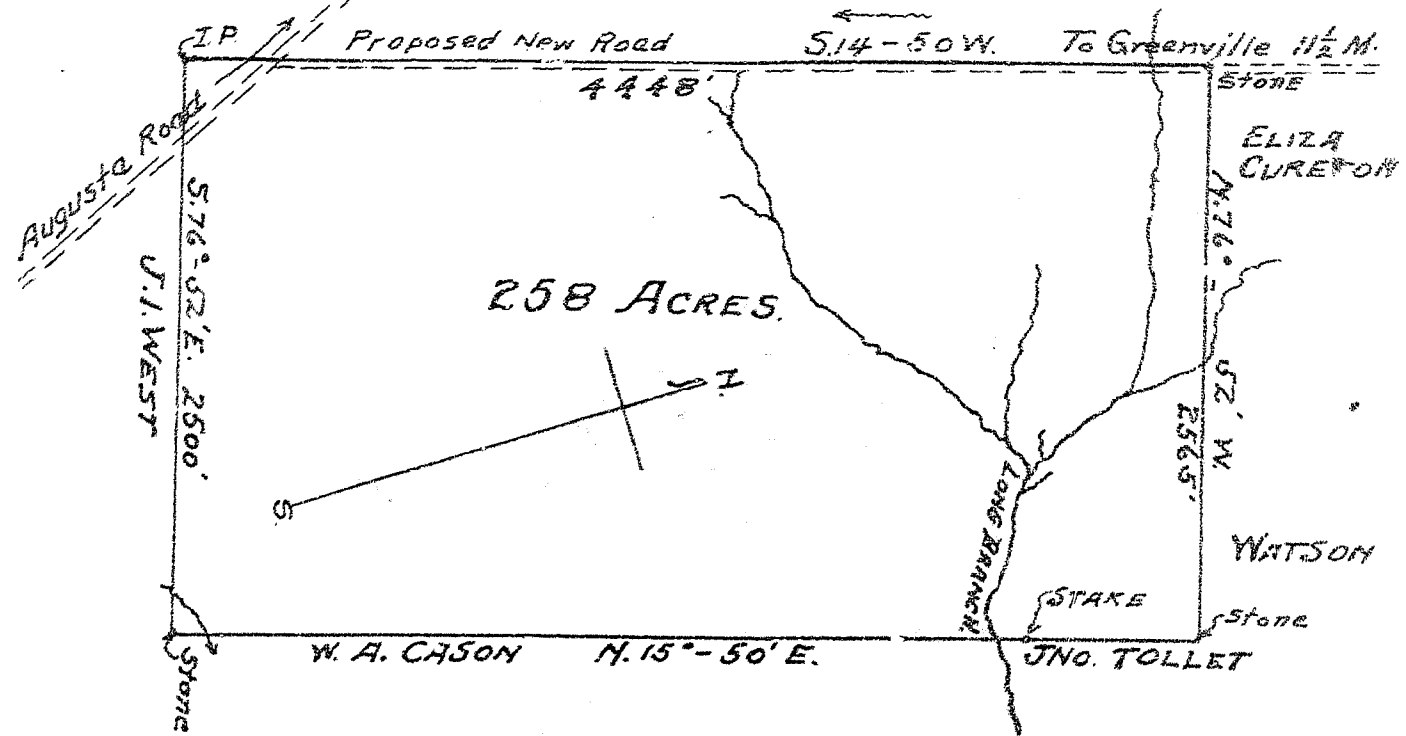 I.P.
Proposed New Road
S.14-50W.
To Greenville 11½ M.
4448'
Stone
Augusta Road
ELIZA
CURETON
S.76°-52'E. 2500'
J.I. WEST
N.76°-52' W.
2565'
258 ACRES.
N
S
LONG BRANCH.
WATSON
STAKE
Stone
Stone
W. A. CASON
N.15°-50' E.
JNO. TOLLET